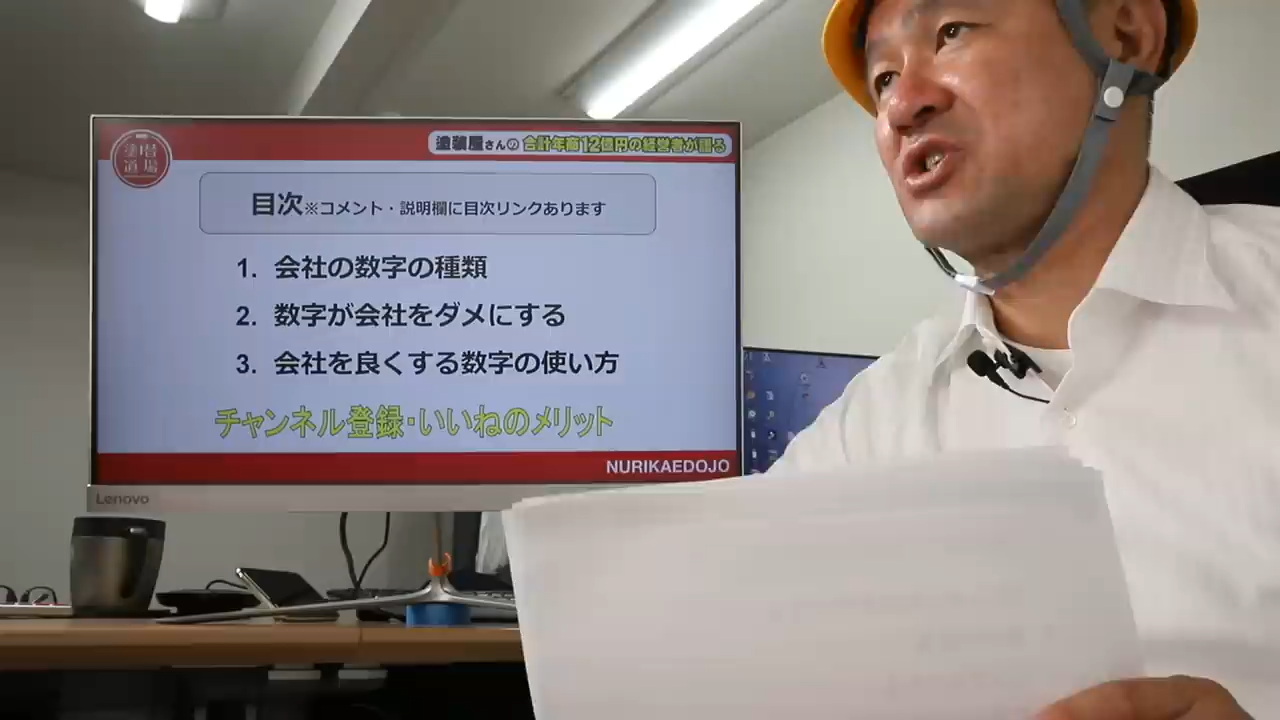 塗替
道場
塗装屋さんの 合計年商12億円の経営者が語る
目次※コメント・説明欄に目次リンクあります
1. 会社の数字の種類
2. 数字が会社をダメにする
3. 会社を良くする数字の使い方
チャンネル登録・いいねのメリット
NURIKAEDOJO
Lenovo